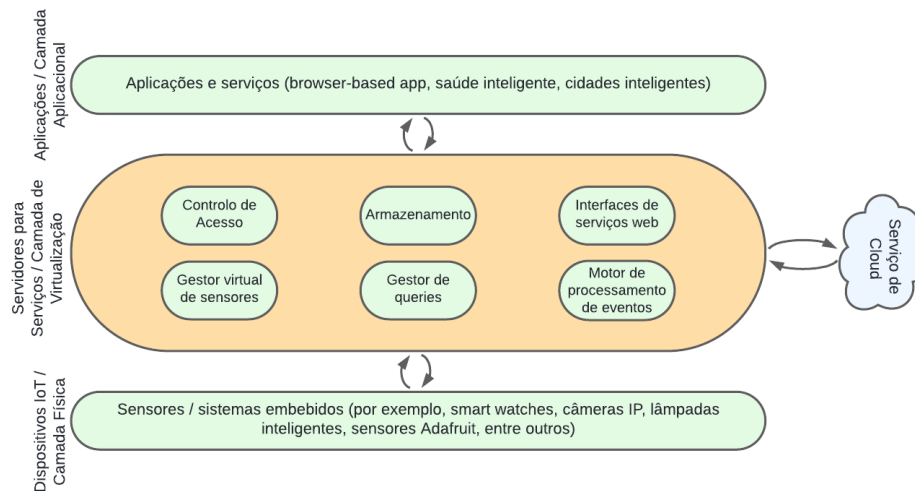 Aplicações / Camada
Aplicacional
Aplicações e serviços (browser-based app, saúde inteligente, cidades inteligentes)
Servidores para
Serviços / Camada de
Virtualização
Controlo de
Acesso
Armazenamento
Interfaces de
serviços web
Gestor virtual
de sensores
Gestor de
queries
Motor de
processamento
de eventos
Serviço de
Cloud
Dispositivos IoT /
Camada Física
Sensores / sistemas embebidos (por exemplo, smart watches, câmeras IP, lâmpadas
inteligentes, sensores Adafruit, entre outros)